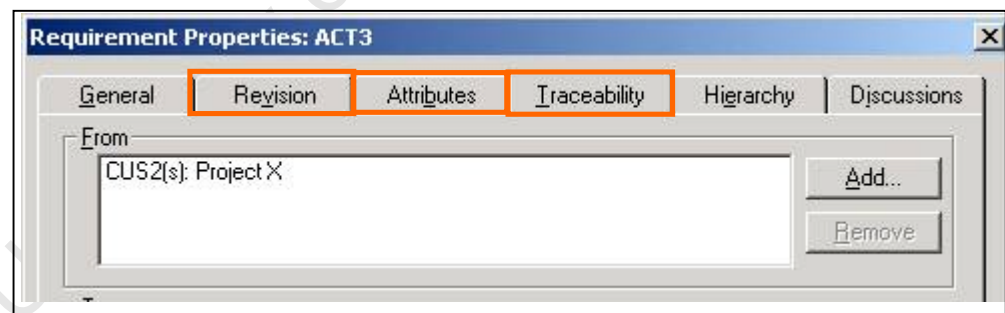 Requirement Properties: ACT3
General Revision Attributes Traceability Hierarchy Discussions
From
CUS2(s): Project X
Add...
Remove